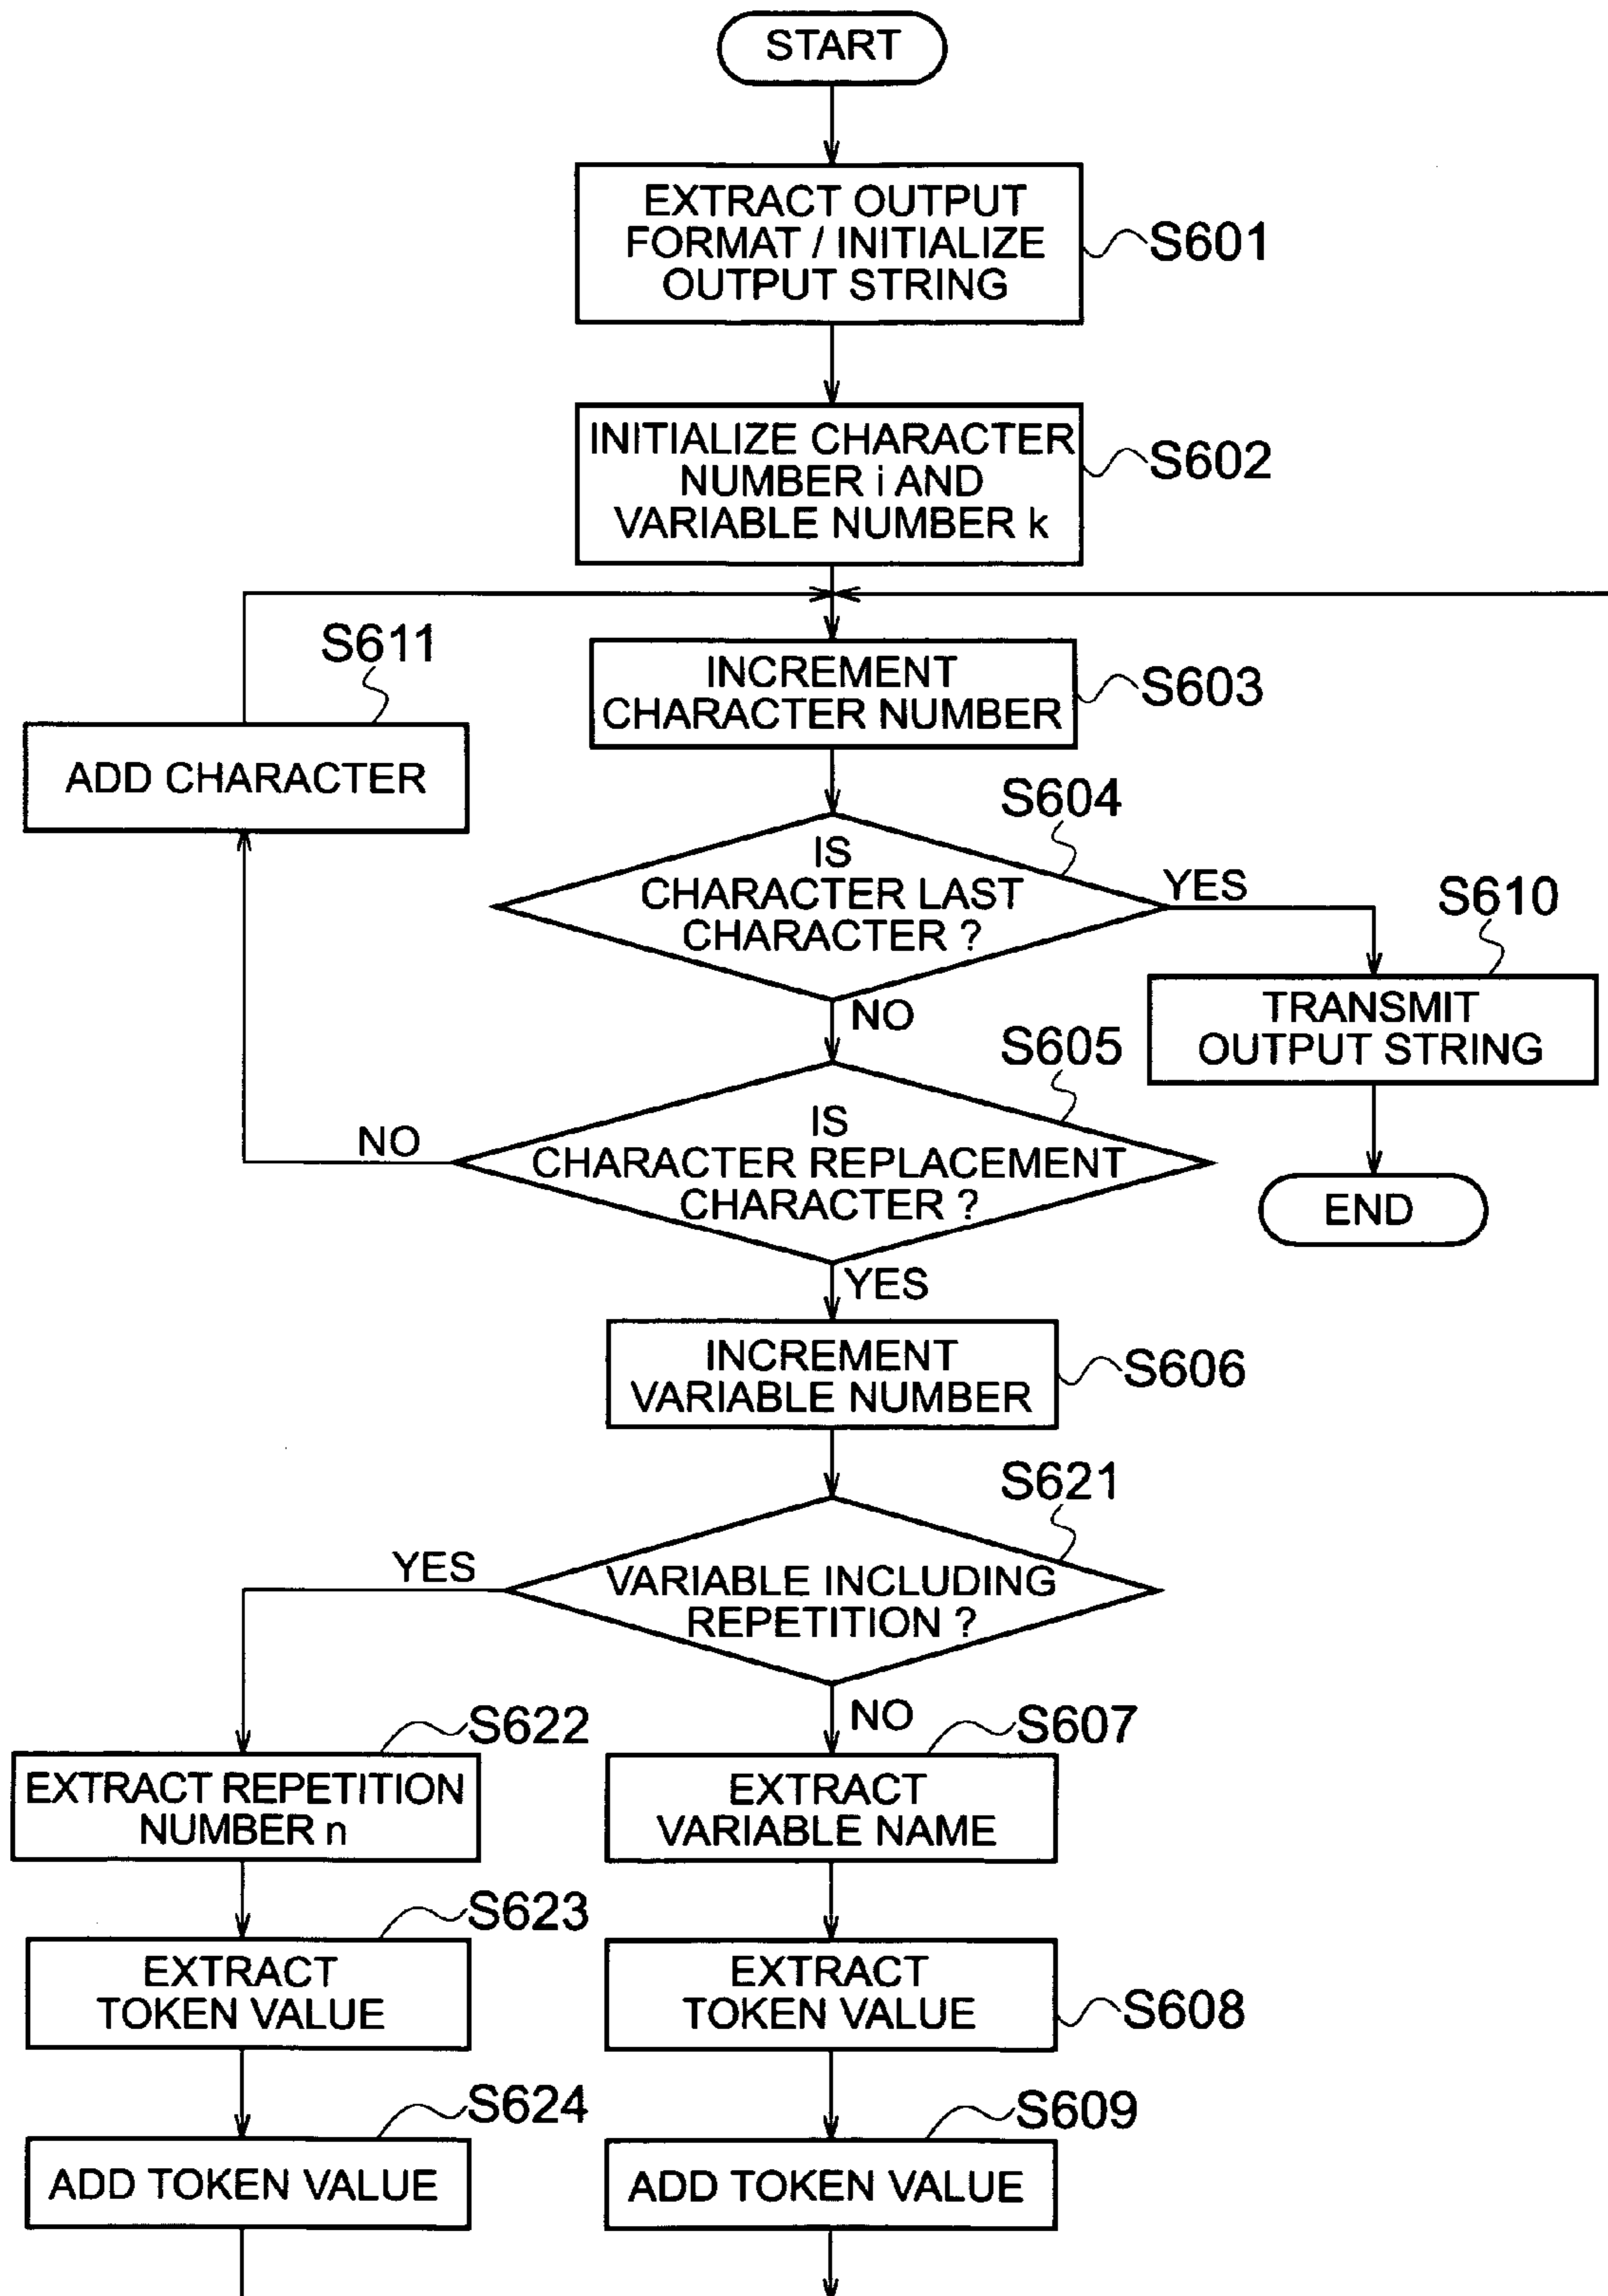 START
EXTRACT OUTPUT
FORMAT / INITIALIZE
OUTPUT STRING
S601
INITIALIZE CHARACTER
NUMBER i AND
VARIABLE NUMBER k
S602
S611
ADD CHARACTER
INCREMENT
CHARACTER NUMBER
S603
S604
IS
CHARACTER LAST
CHARACTER ?
YES
S610
TRANSMIT
OUTPUT STRING
END
NO
S605
IS
CHARACTER REPLACEMENT
CHARACTER ?
NO
YES
INCREMENT
VARIABLE NUMBER
S606
S621
VARIABLE INCLUDING
REPETITION ?
YES
NO
S622
EXTRACT REPETITION
NUMBER n
S607
EXTRACT
VARIABLE NAME
S623
EXTRACT
TOKEN VALUE
EXTRACT
TOKEN VALUE
S608
S624
ADD TOKEN VALUE
S609
ADD TOKEN VALUE